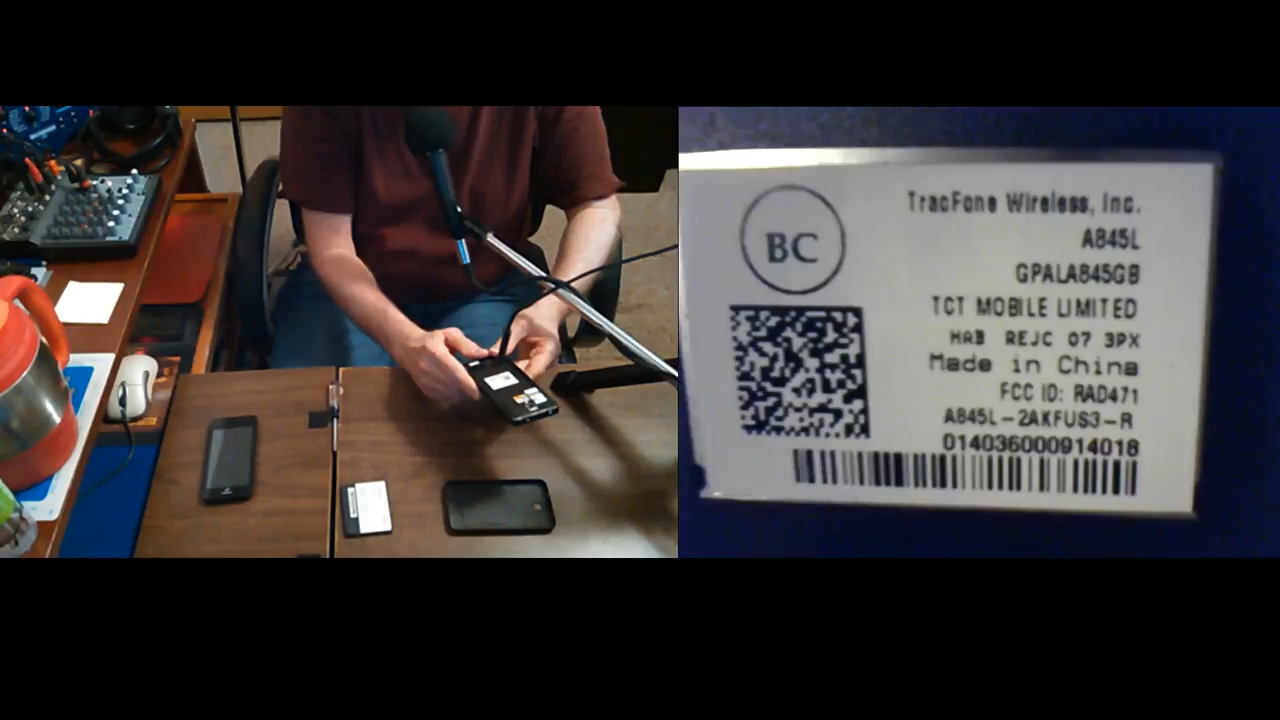 BC
TracFone Wireless, Inc.
A845L
GPALA845GB
TCT MOBILE LIMITED
HAB REJC 07 3PX
Made in China
FCC ID: RAD471
A845L-2AKFUS3-R
014036000914018